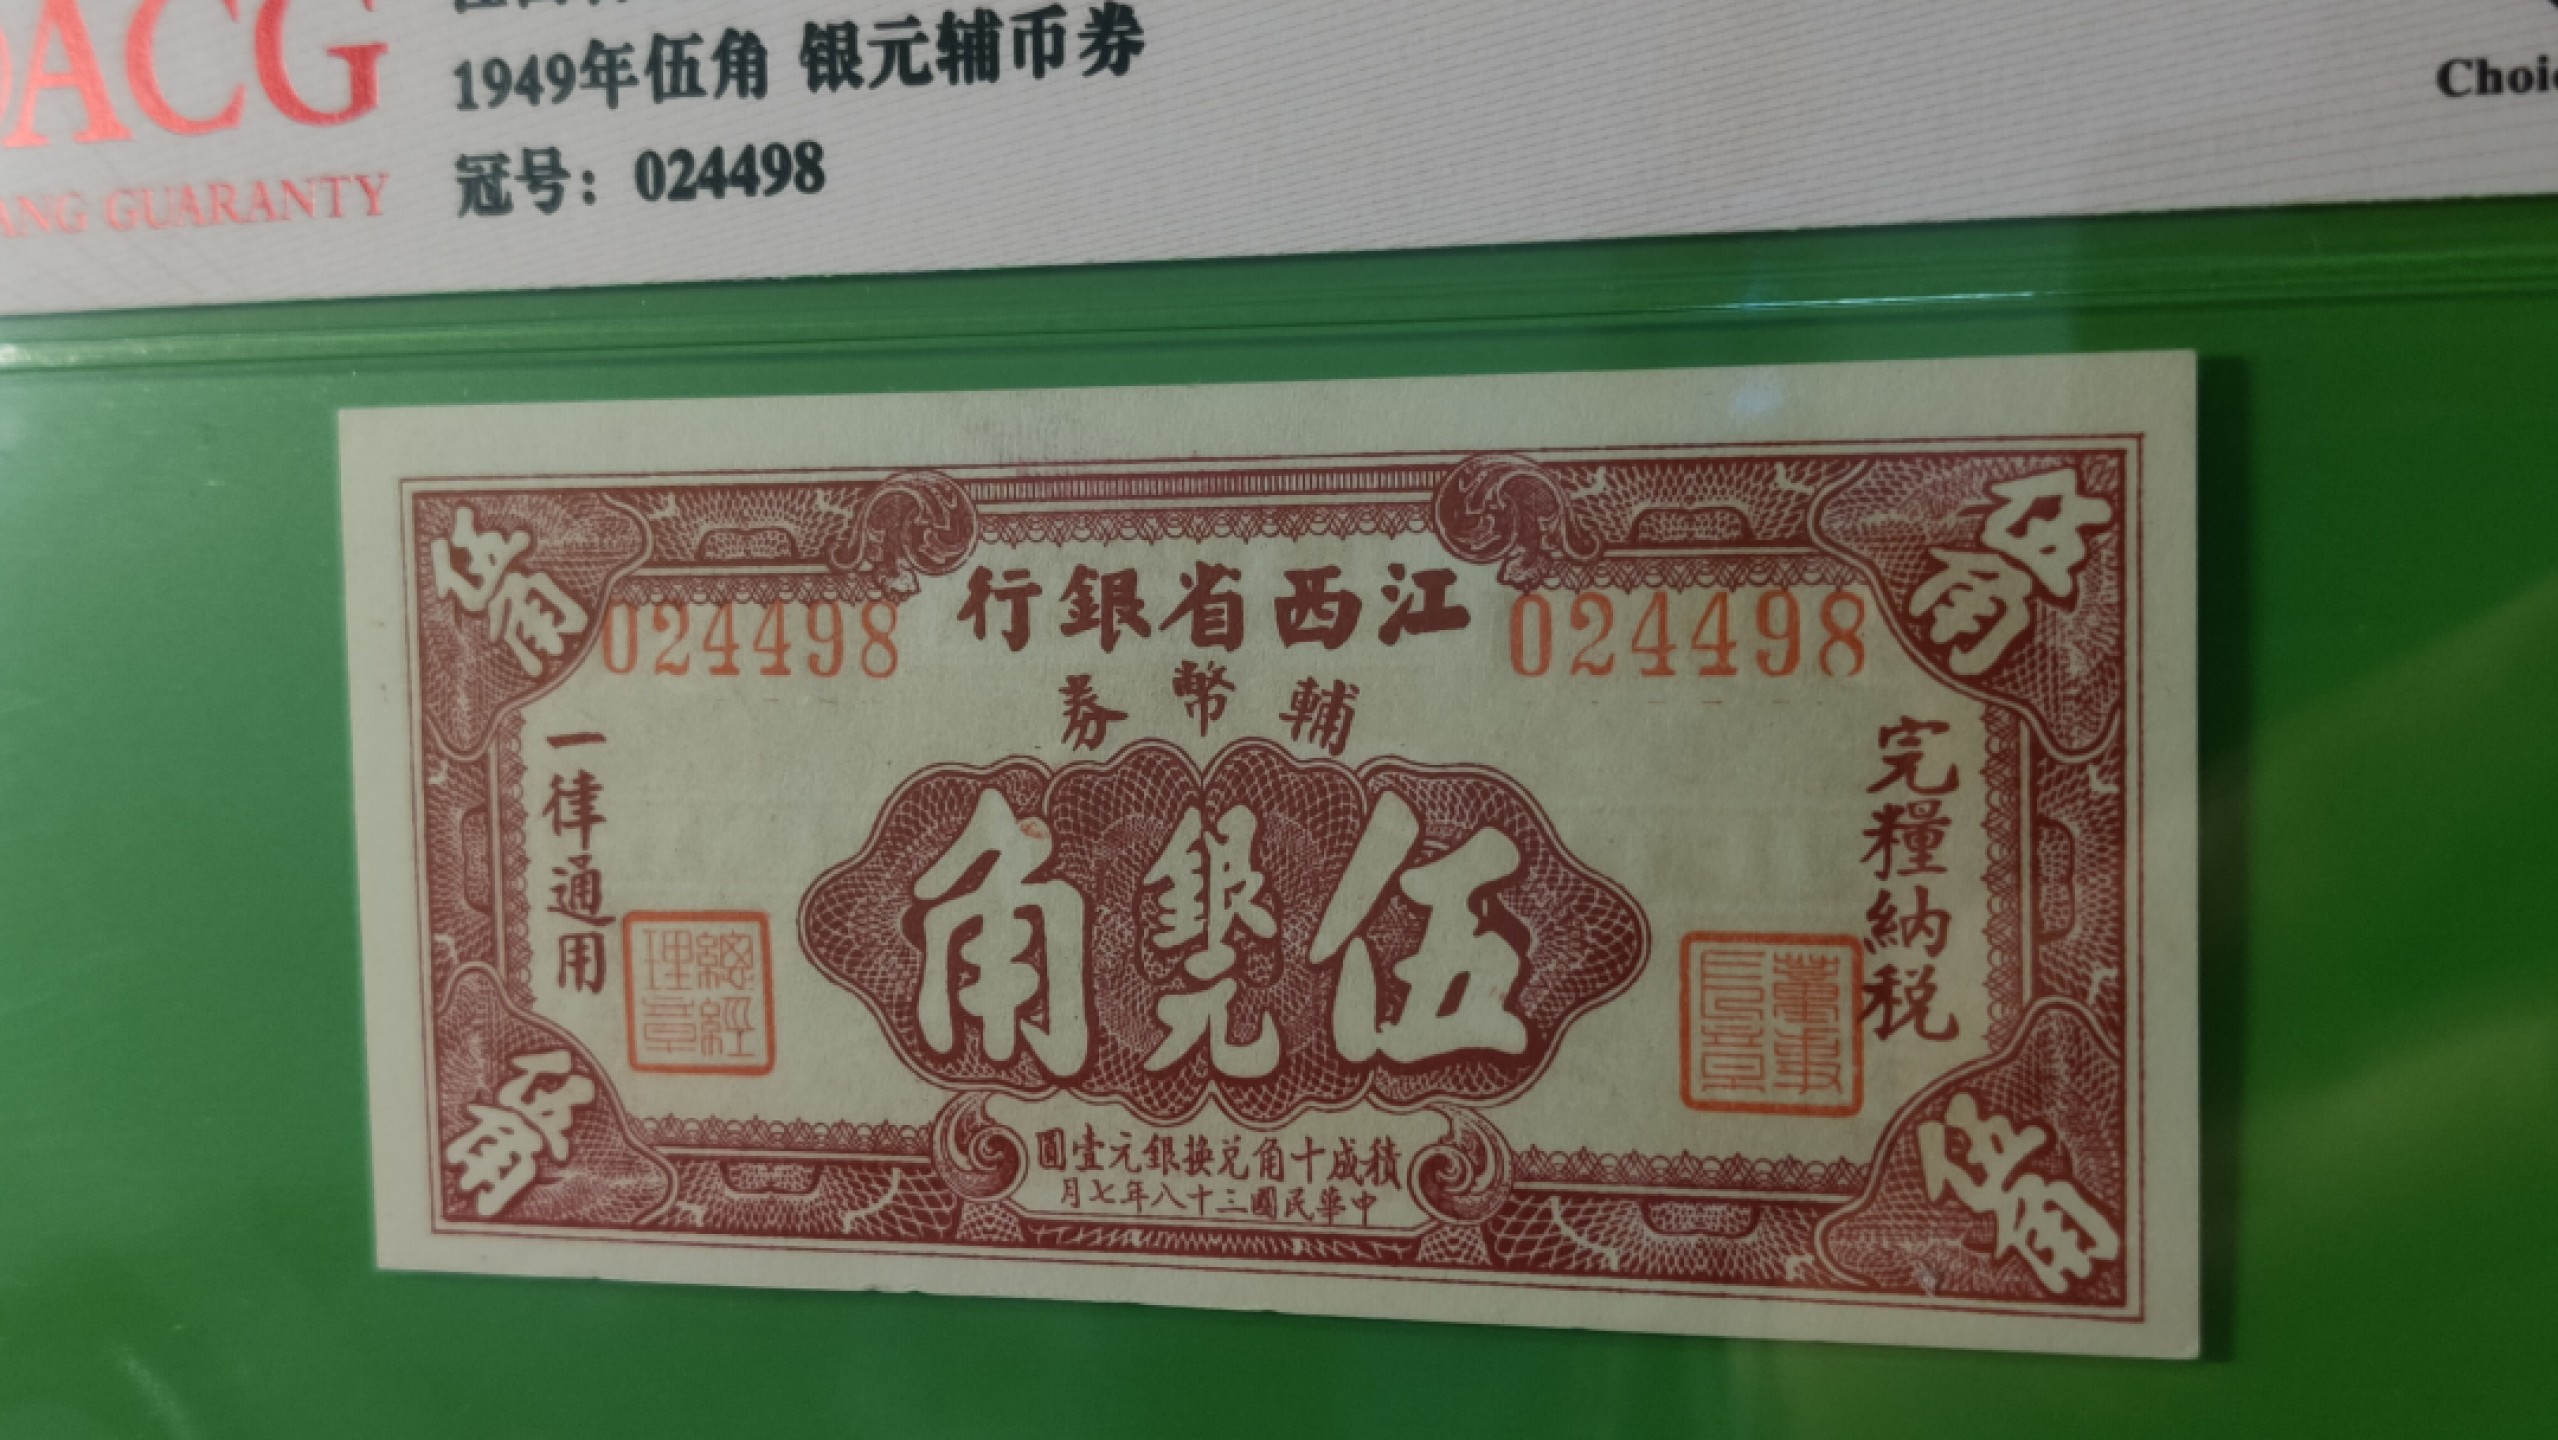 ACG
1949年伍角 银元辅币券
Choi
冠号：024498
ANG GUARANTY
伍角
伍角
行銀省西江
024498
024498
券幣輔
一律通用
完糧納税
角銀元伍
總經理章
董事長章
圓壹元銀換兑角十成積
月七年八十三國民華中
伍角
伍角